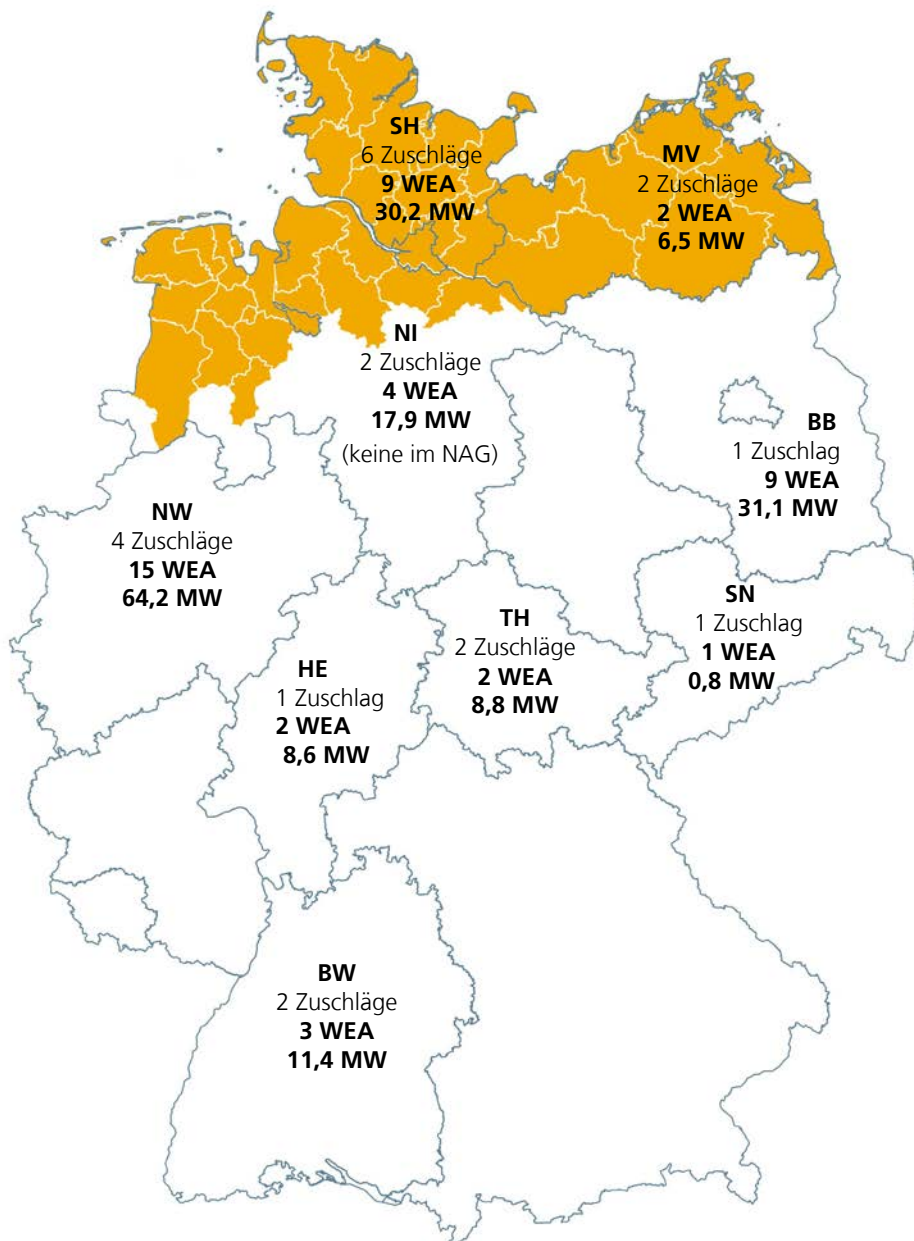 SH
6 Zuschläge
9 WEA
30,2 MW
MV
2 Zuschläge
2 WEA
6,5 MW
NI
2 Zuschläge
4 WEA
17,9 MW
(keine im NAG)
BB
1 Zuschlag
9 WEA
31,1 MW
NW
4 Zuschläge
15 WEA
64,2 MW
SN
1 Zuschlag
1 WEA
0,8 MW
TH
2 Zuschläge
2 WEA
8,8 MW
HE
1 Zuschlag
2 WEA
8,6 MW
BW
2 Zuschläge
3 WEA
11,4 MW